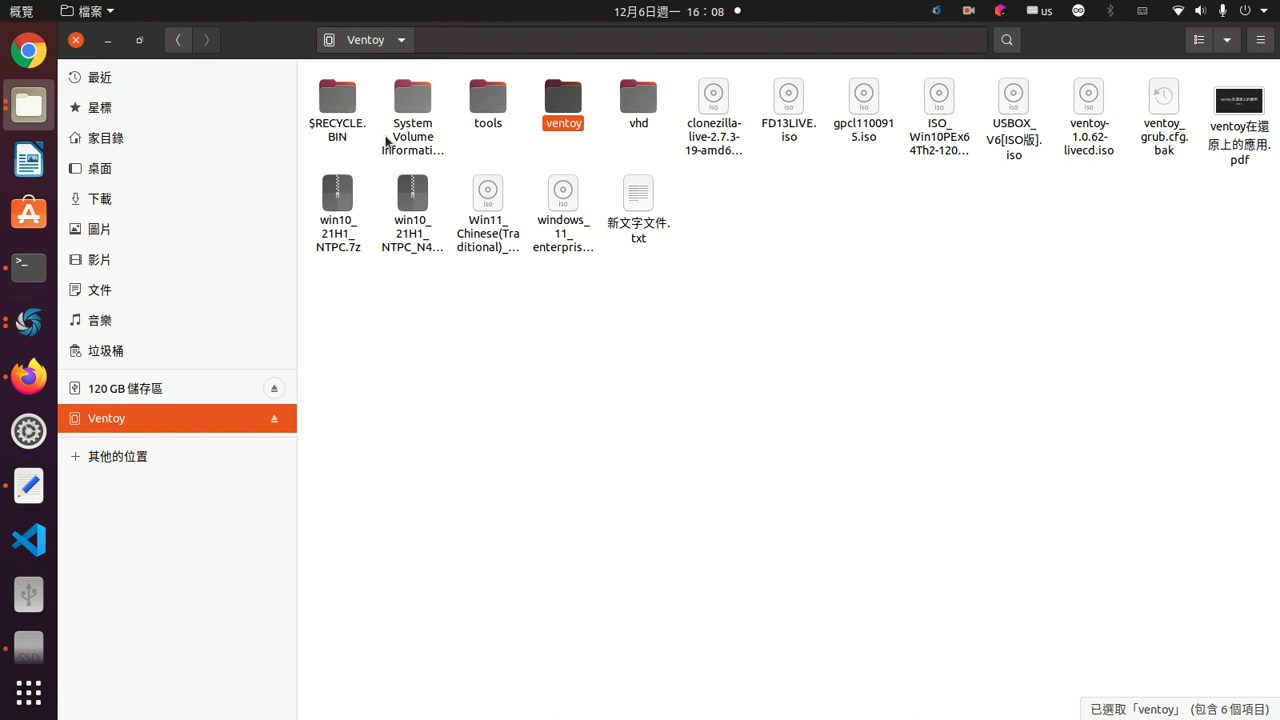 概覽 檔案 12月6日週一 16：08 us
Ventoy
最近
星標
家目錄
桌面
下載
圖片
影片
文件
音樂
垃圾桶
120 GB 儲存區
Ventoy
其他的位置
$RECYCLE.
BIN
System
Volume
Informati…
tools
ventoy
vhd
clonezilla-
live-2.7.3-
19-amd6…
FD13LIVE.
iso
gpcl110091
5.iso
ISO_
Win10PEx6
4Th2-120…
USBOX_
V6[ISO版].
iso
ventoy-
1.0.62-
livecd.iso
ventoy_
grub.cfg.
bak
ventoy在還
原上的應用.
pdf
win10_
21H1_
NTPC.7z
win10_
21H1_
NTPC_N4…
Win11_
Chinese(Tra
ditional)_…
windows_
11_
enterpris…
新文字文件.
txt
SSD
已選取「ventoy」 (包含 6 個項目)